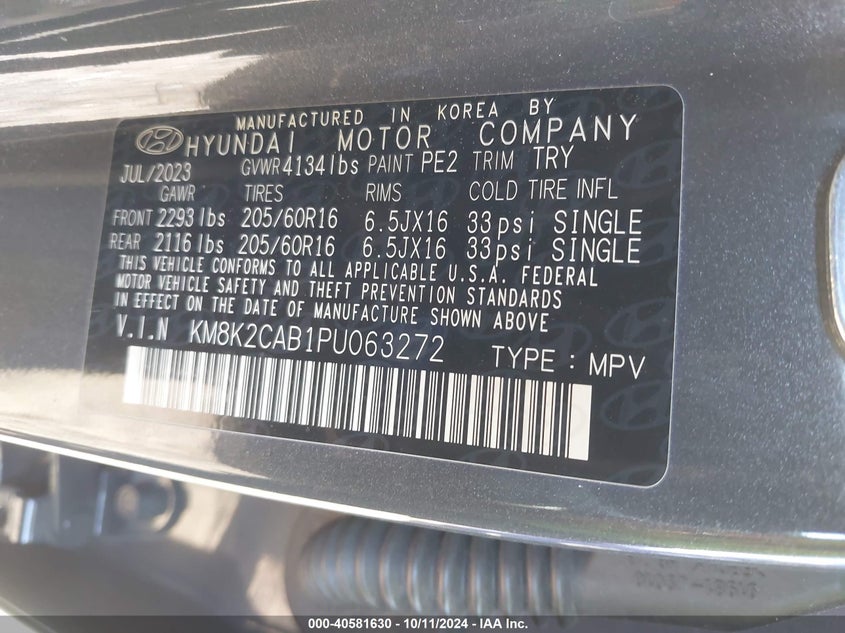 MANUFACTURED IN KOREA BY
HYUNDAI MOTOR COMPANY
JUL/2023 GVWR 4134lbs PAINT PE2 TRIM TRY
GAWR TIRES RIMS COLD TIRE INFL
FRONT 2293 lbs 205/60R16 6.5JX16 33psi SINGLE
REAR 2116 lbs 205/60R16 6.5JX16 33psi SINGLE
THIS VEHICLE CONFORMS TO ALL APPLICABLE U.S.A. FEDERAL
MOTOR VEHICLE SAFETY AND THEFT PREVENTION STANDARDS
IN EFFECT ON THE DATE OF MANUFACTURE SHOWN ABOVE
V.I.N KM8K2CAB1PU063272 TYPE : MPV
000-40581630 - 10/11/2024 - IAA Inc.